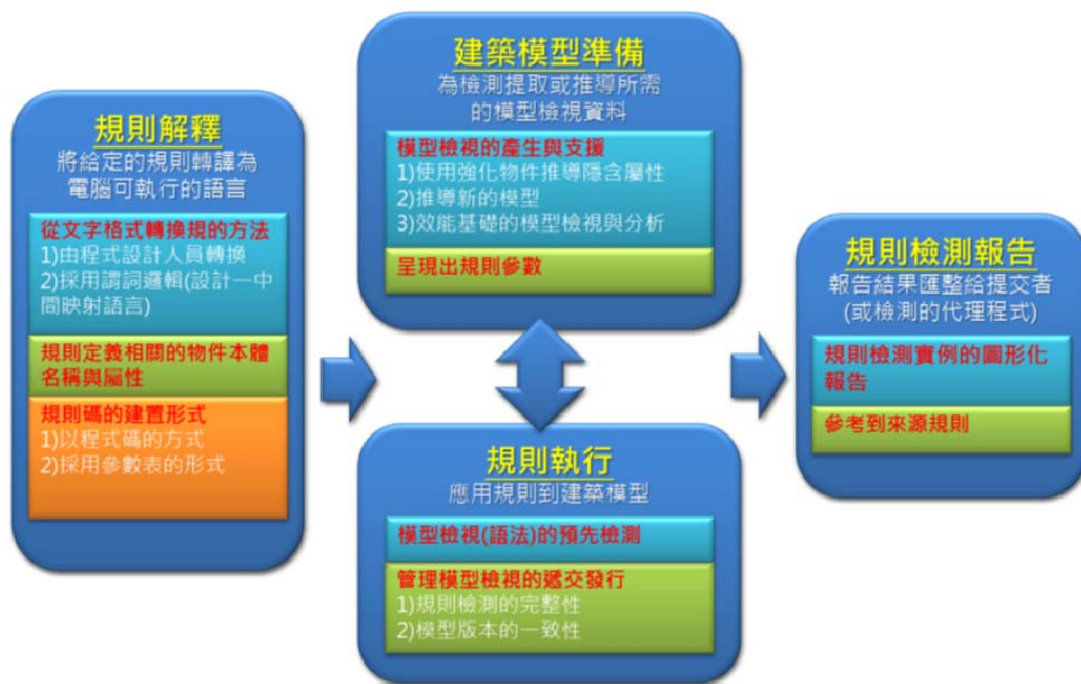 規則解釋
將給定的規則轉譯為
電腦可執行的語言
從文字格式轉換規的方法
1)由程式設計人員轉換
2)採用謂詞邏輯(設計一中
間映射語言)
規則定義相關的物件本體
名稱與屬性
規則碼的建置形式
1)以程式碼的方式
2)採用參數表的形式
建築模型準備
為檢測提取或推導所需
的模型檢視資料
模型檢視的產生與支援
1)使用強化物件推導隱含屬性
2)推導新的模型
3)效能基礎的模型檢視與分析
呈現出規則參數
規則執行
應用規則到建築模型
模型檢視(語法)的預先檢測
管理模型檢視的遞交發行
1)規則檢測的完整性
2)模型版本的一致性
規則檢測報告
報告結果匯整給提交者
(或檢測的代理程式)
規則檢測實例的圖形化
報告
參考到來源規則